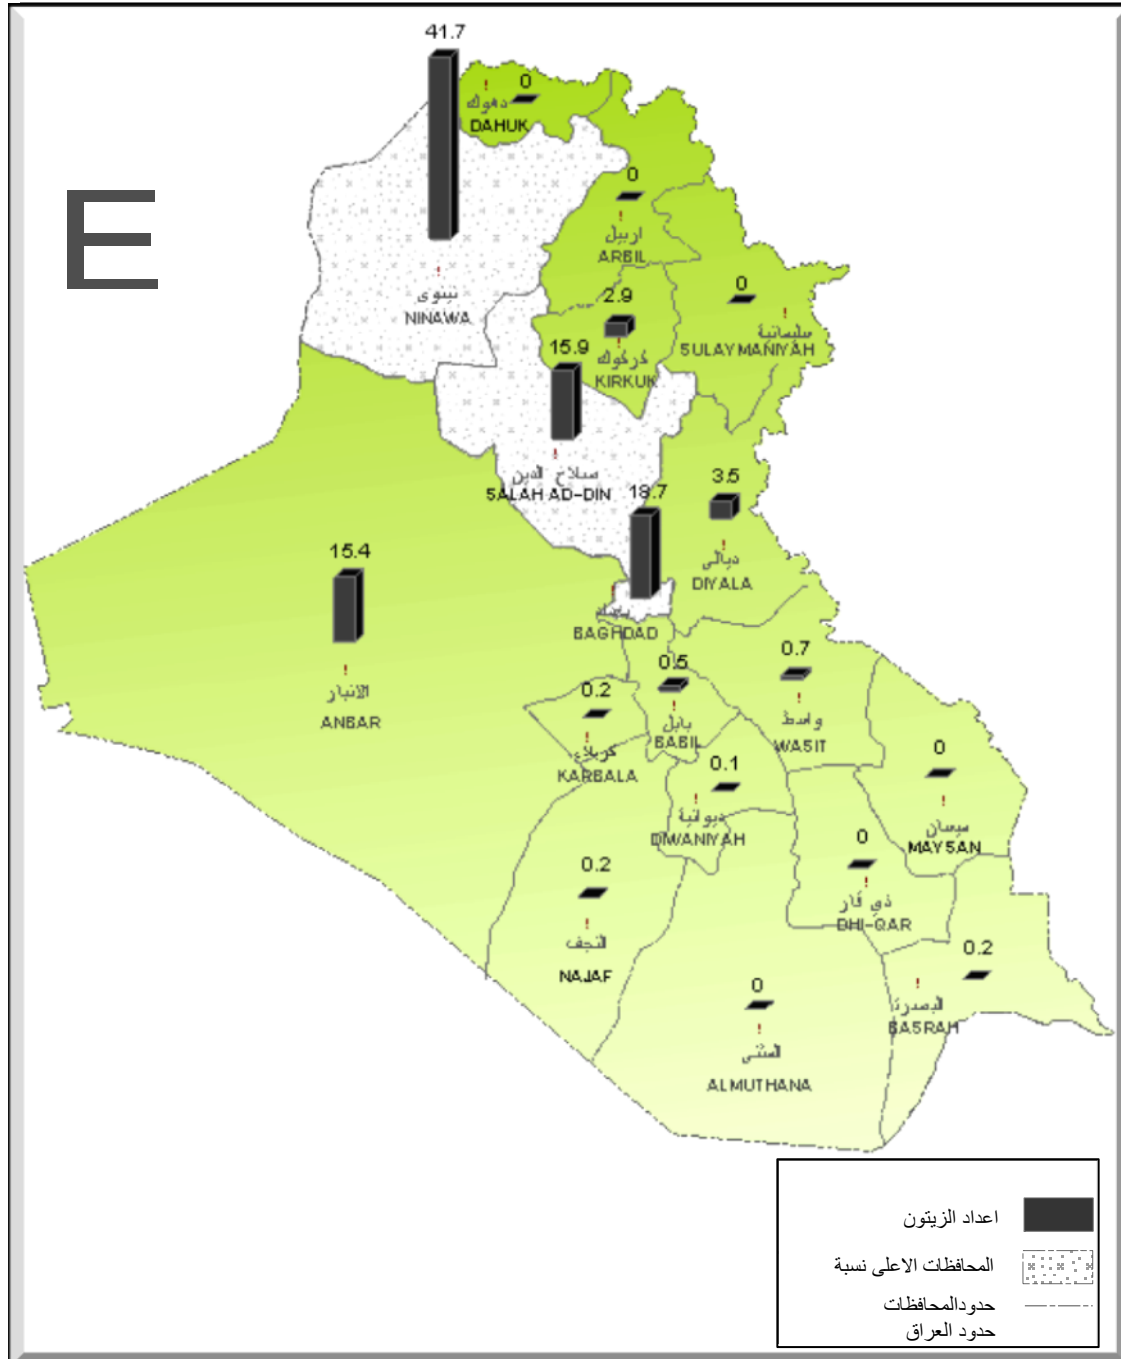 41.7
0
دهوك
DAHUK
E
0
اربيل
ARBIL
0
سليمانية
SULAYMANIYAH
نينوى
NINAWA
2.9
كركوك
KIRKUK
15.9
صلاح الدين
SALAH AD-DIN
18.7
بغداد
BAGHDAD
3.5
ديالى
DIYALA
15.4
الانبار
ANBAR
0.7
واسط
WASIT
0.5
بابل
BABIL
0.2
كربلاء
KARBALA
0.1
ديوانية
DIWANIYAH
0
ميسان
MAYSAN
0
ذي قار
DHI-QAR
0.2
النجف
NAJAF
0.2
البصرة
BASRAH
0
المثنى
ALMUTHANA
اعداد الزيتون
المحافظات الاعلى نسبة
حدودالمحافظات
حدود العراق